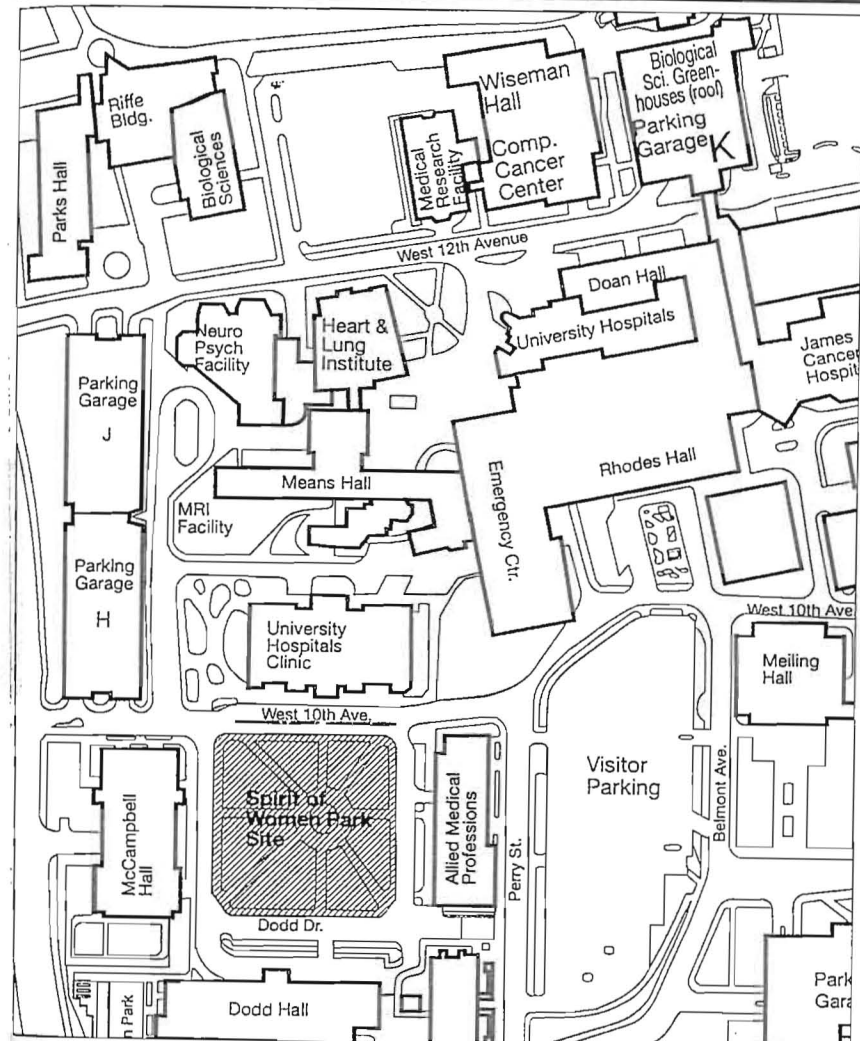 Riffe
Bldg.
Parks Hall
Biological
Sciences
Wiseman
Hall
Comp.
Cancer
Center
Medical
Research
Facility
Biological
Sci. Green-
houses (roof)
Parking
Garage K
West 12th Avenue
Doan Hall
University Hospitals
James
Neuro
Psych
Facility
Heart &
Lung
Institute
Parking
Garage
J
Means Hall
Emergency Ctr.
Rhodes Hall
MRI
Facility
Parking
Garage
H
University
Hospitals
Clinic
West 10th Ave.
West 10th Ave
Meiling
Hall
Visitor
Parking
Belmont Ave.
McCampbell
Hall
Spirit of
Women Park
Site
Allied Medical
Professions
Perry St.
Dodd Dr.
Dodd Hall
Park